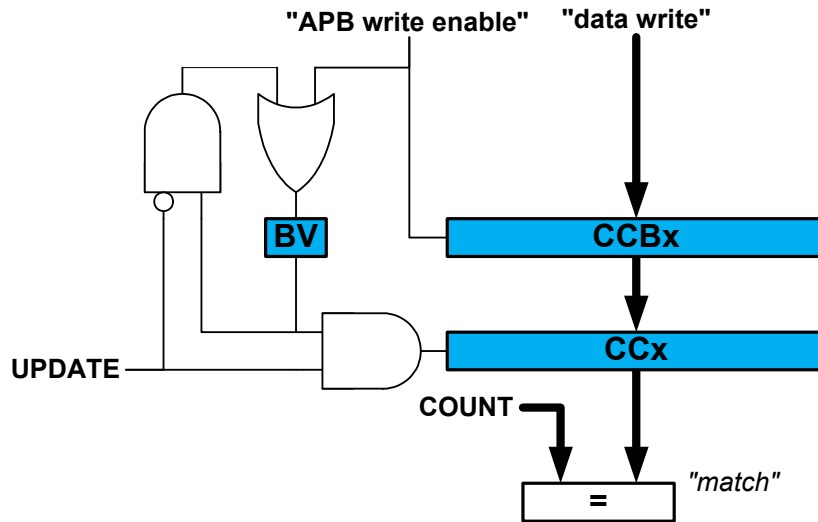 "APB write enable"
"data write"
BV
CCBx
CCx
UPDATE
COUNT
"match"
=